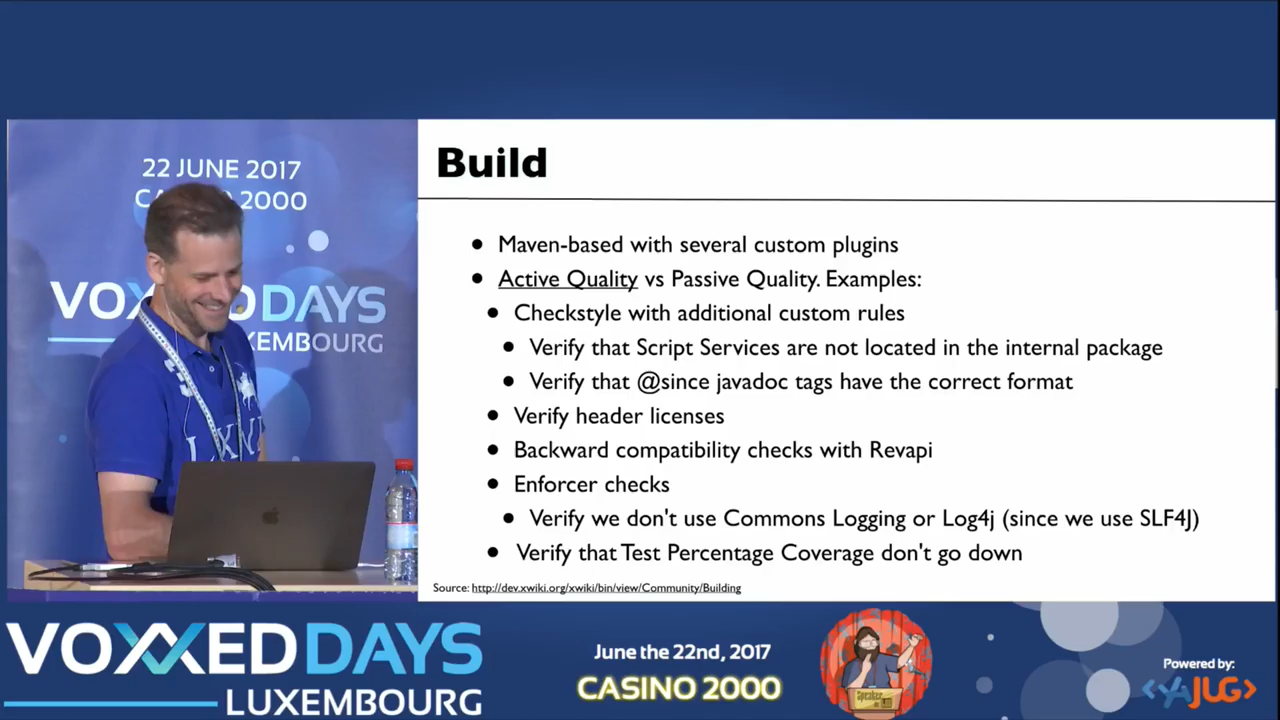 22 JUNE 2017
2000
VOXXED DAYS
LUXEMBOURG
Build
• Maven-based with several custom plugins
• Active Quality vs Passive Quality. Examples:
• Checkstyle with additional custom rules
• Verify that Script Services are not located in the internal package
• Verify that @since javadoc tags have the correct format
• Verify header licenses
• Backward compatibility checks with Revapi
• Enforcer checks
• Verify we don't use Commons Logging or Log4j (since we use SLF4J)
• Verify that Test Percentage Coverage don't go down
Source: http://dev.xwiki.org/xwiki/bin/view/Community/Building
VOXXED DAYS
LUXEMBOURG
June the 22nd, 2017
CASINO 2000
Speaker
Powered by:
<YAJUG>